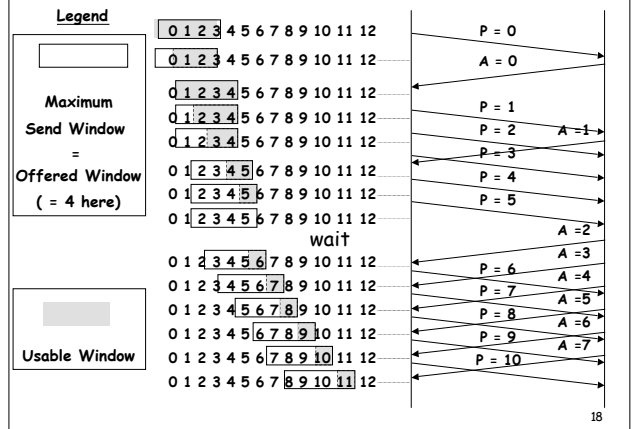 Legend
Maximum
Send Window
=
Offered Window
( = 4 here)
Usable Window
0 1 2 3 4 5 6 7 8 9 10 11 12
0 1 2 3 4 5 6 7 8 9 10 11 12
0 1 2 3 4 5 6 7 8 9 10 11 12
0 1 2 3 4 5 6 7 8 9 10 11 12
0 1 2 3 4 5 6 7 8 9 10 11 12
0 1 2 3 4 5 6 7 8 9 10 11 12
0 1 2 3 4 5 6 7 8 9 10 11 12
0 1 2 3 4 5 6 7 8 9 10 11 12
wait
0 1 2 3 4 5 6 7 8 9 10 11 12
0 1 2 3 4 5 6 7 8 9 10 11 12
0 1 2 3 4 5 6 7 8 9 10 11 12
0 1 2 3 4 5 6 7 8 9 10 11 12
0 1 2 3 4 5 6 7 8 9 10 11 12
0 1 2 3 4 5 6 7 8 9 10 11 12
P = 0
A = 0
P = 1
P = 2
A =1
P = 3
P = 4
P = 5
A =2
A =3
P = 6
A =4
P = 7
A =5
P = 8
A =6
P = 9
A =7
P = 10
18